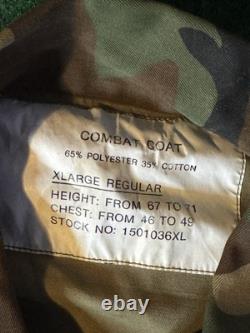 COMBAT COAT
65% POLYESTER 35% COTTON
XLARGE REGULAR
HEIGHT: FROM 67 TO 71
CHEST: FROM 46 TO 49
STOCK NO: 1501036XL
ebay